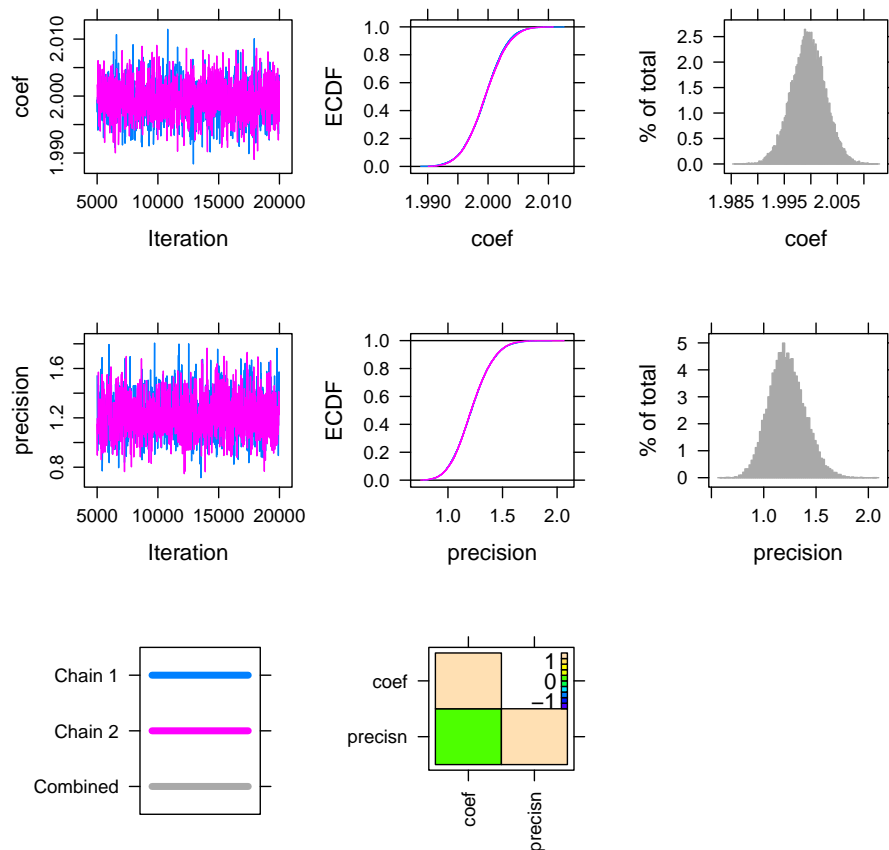 coef
1.990
2.000
2.010
5000 10000 15000 20000
Iteration
ECDF
0.0
0.2
0.4
0.6
0.8
1.0
1.990 2.000 2.010
coef
% of total
0.0
0.5
1.0
1.5
2.0
2.5
1.985 1.995 2.005
coef
precision
0.8
1.2
1.6
5000 10000 15000 20000
Iteration
ECDF
0.0
0.2
0.4
0.6
0.8
1.0
1.0 1.5 2.0
precision
% of total
0
1
2
3
4
5
1.0 1.5 2.0
precision
Chain 1
Chain 2
Combined
coef
precisn
1
0
−1
coef
precisn